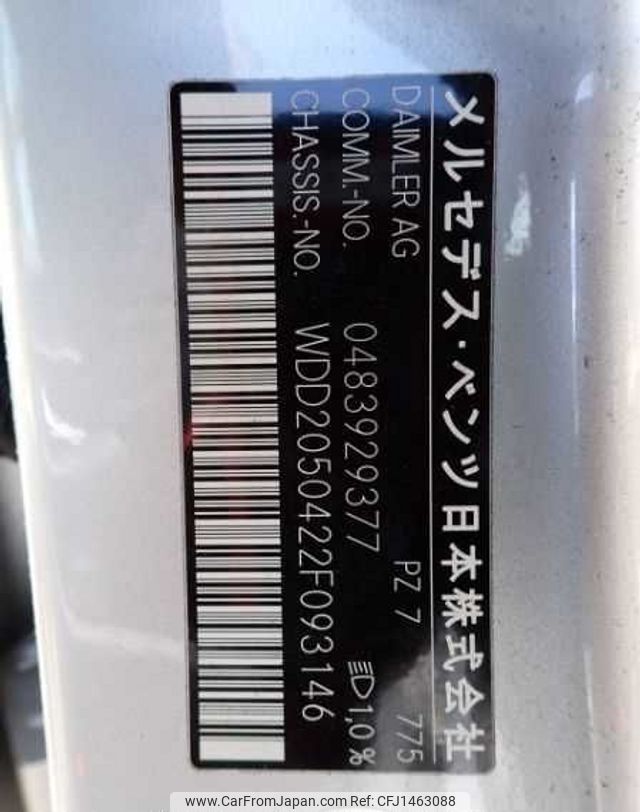 メルセデス・ベンツ日本株式会社
DAIMLER AG PZ 7 775
COMM.-NO. 0483929377 1,0%
CHASSIS.-NO. WDD2050422F093146
www.CarFromJapan.com © CFJ1463088